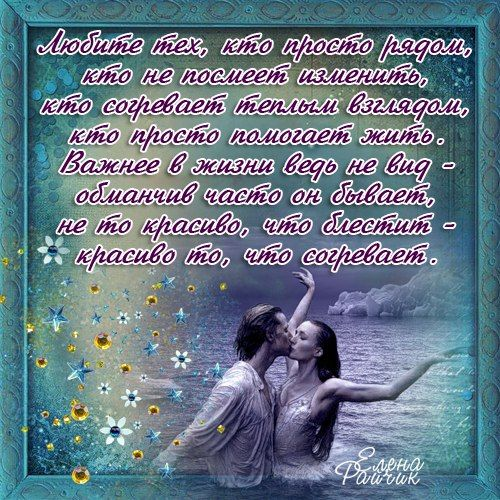 Любите тех, кто просто рядом,
кто не посмеет изменить,
кто согревает теплым взглядом,
кто просто помогает жить.
Важнее в жизни ведь не вид -
обманчив часто он бывает,
не то красиво, что блестит -
красиво то, что согревает.
Елена
Райчик